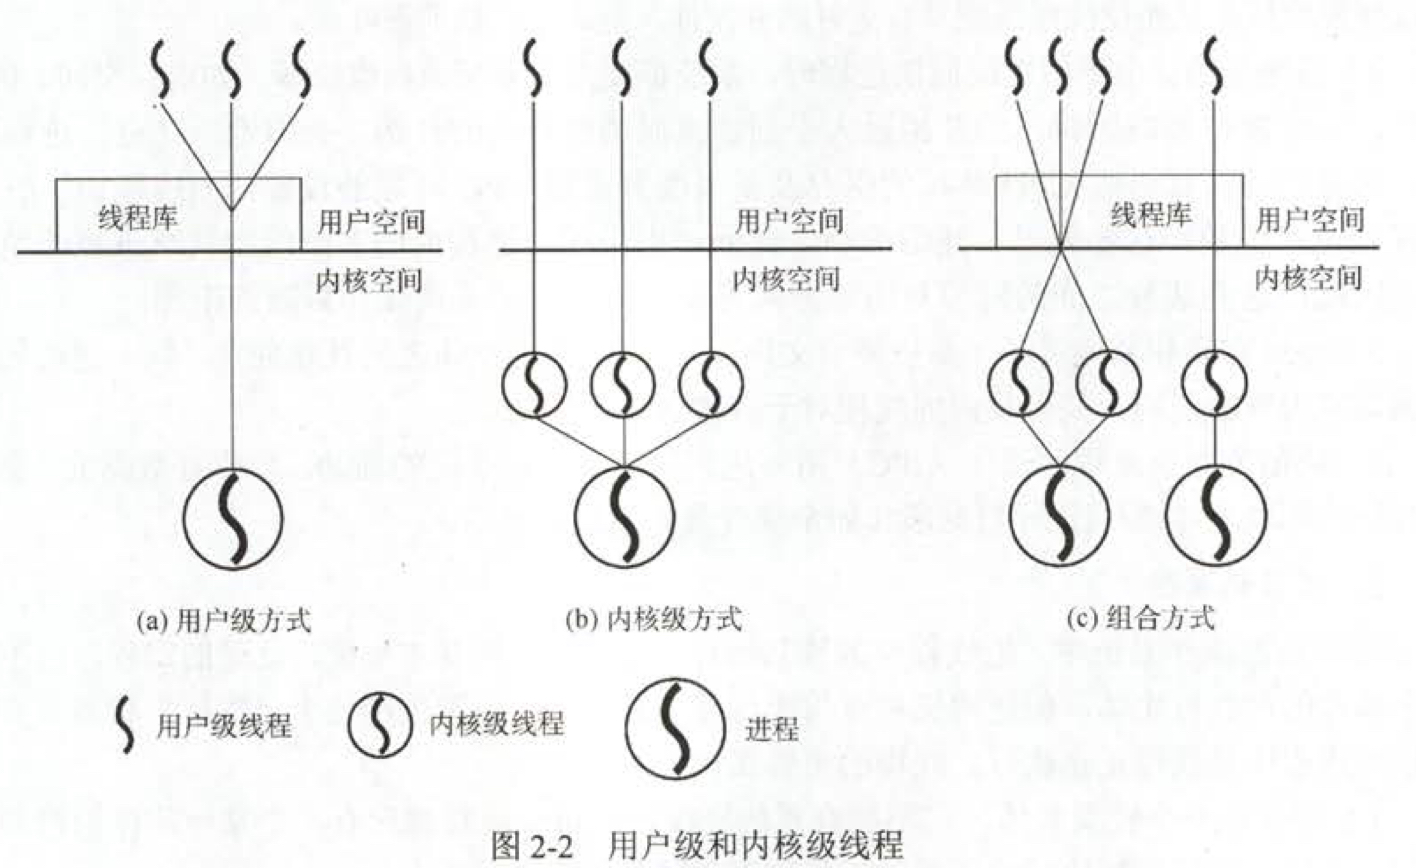 线程库
用户空间
内核空间
用户空间
内核空间
线程库
用户空间
内核空间
(a) 用户级方式
(b) 内核级方式
(c) 组合方式
用户级线程
内核级线程
进程
图 2-2 用户级和内核级线程